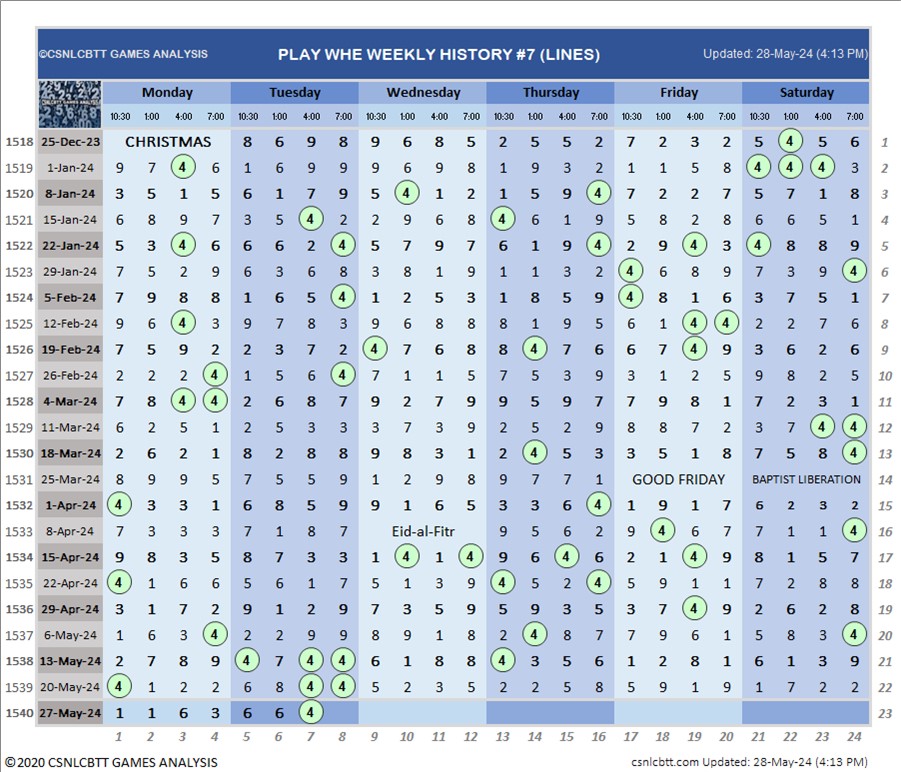 ©CSNLCBTT GAMES ANALYSIS PLAY WHE WEEKLY HISTORY #7 (LINES) Updated: 28-May-24 (4:13 PM)
Monday Tuesday Wednesday Thursday Friday Saturday
10:30 1:00 4:00 7:00 10:30 1:00 4:00 7:00 10:30 1:00 4:00 7:00 10:30 1:00 4:00 7:00 10:30 1:00 4:00 7:00 10:30 1:00 4:00 7:00
1518 25-Dec-23 CHRISTMAS 8 6 9 8 9 6 8 5 2 5 5 2 7 2 3 2 5 4 5 6 1
1519 1-Jan-24 9 7 4 6 1 6 9 9 9 6 9 8 1 9 3 2 1 1 5 8 4 4 4 3 2
1520 8-Jan-24 3 5 1 5 6 1 7 9 5 4 1 2 1 5 9 4 7 2 2 7 5 7 1 8 3
1521 15-Jan-24 6 8 9 7 3 5 4 2 2 9 6 8 4 6 1 9 5 8 2 8 6 6 5 1 4
1522 22-Jan-24 5 3 4 6 6 6 2 4 5 7 9 7 6 1 9 4 2 9 4 3 4 8 8 9 5
1523 29-Jan-24 7 5 2 9 6 3 6 8 3 8 1 9 1 1 3 2 4 6 8 9 7 3 9 4 6
1524 5-Feb-24 7 9 8 8 1 6 5 4 1 2 5 3 1 8 5 9 4 8 1 6 3 7 5 1 7
1525 12-Feb-24 9 6 4 3 9 7 8 3 9 6 8 8 8 1 9 5 6 1 4 4 2 2 7 6 8
1526 19-Feb-24 7 5 9 2 2 3 7 2 4 7 6 8 8 4 7 6 6 7 4 9 3 6 2 6 9
1527 26-Feb-24 2 2 2 4 1 5 6 4 7 1 1 5 7 5 3 9 3 1 2 5 9 8 2 5 10
1528 4-Mar-24 7 8 4 4 2 6 8 7 9 2 7 9 9 5 9 7 7 9 8 1 7 2 3 1 11
1529 11-Mar-24 6 2 5 1 2 5 3 3 3 7 3 9 2 5 2 9 8 8 7 2 3 7 4 4 12
1530 18-Mar-24 2 6 2 1 8 2 8 8 9 8 3 1 2 4 5 3 3 5 1 8 7 5 8 4 13
1531 25-Mar-24 8 9 9 5 7 5 5 9 1 2 9 8 9 7 7 1 GOOD FRIDAY BAPTIST LIBERATION 14
1532 1-Apr-24 4 3 3 1 6 8 5 9 9 1 6 5 3 3 6 4 1 9 1 7 6 2 3 2 15
1533 8-Apr-24 7 3 3 3 7 1 8 7 Eid-al-Fitr 9 5 6 2 9 4 6 7 7 1 1 4 16
1534 15-Apr-24 9 8 3 5 8 7 3 3 1 4 1 4 9 6 4 6 2 1 4 9 8 1 5 7 17
1535 22-Apr-24 4 1 6 6 5 6 1 7 5 1 3 9 4 5 2 4 5 9 1 1 7 2 8 8 18
1536 29-Apr-24 3 1 7 2 9 1 2 9 7 3 5 9 5 9 3 5 3 7 4 9 2 6 2 8 19
1537 6-May-24 1 6 3 4 2 2 9 9 8 9 1 8 2 4 8 7 7 9 6 1 5 8 3 4 20
1538 13-May-24 2 7 8 9 4 7 4 4 6 1 8 8 4 3 5 6 1 2 8 1 6 1 3 9 21
1539 20-May-24 4 1 2 2 6 8 4 4 5 2 3 5 2 2 5 8 5 9 1 9 1 7 2 2 22
1540 27-May-24 1 1 6 3 6 6 4 23
1 2 3 4 5 6 7 8 9 10 11 12 13 14 15 16 17 18 19 20 21 22 23 24
©2020 CSNLCBTT GAMES ANALYSIS csnlcbtt.com Updated: 28-May-24 (4:13 PM)